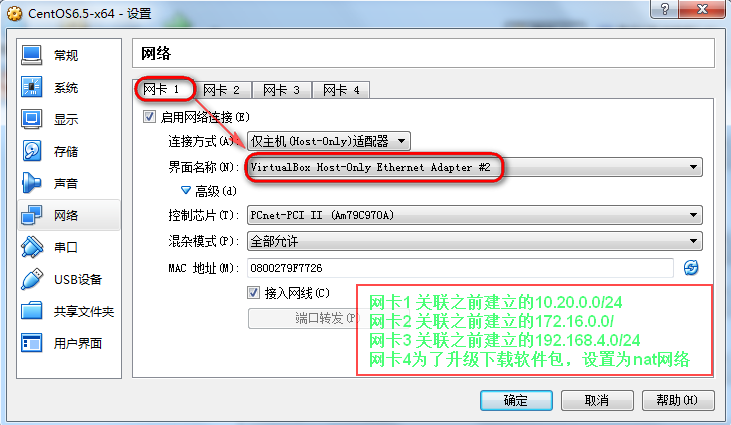 CentOS6.5-x64 - 设置
常规
系统
显示
存储
声音
网络
串口
USB设备
共享文件夹
用户界面
网络
网卡 1 网卡 2 网卡 3 网卡 4
启用网络连接(E)
连接方式(A): 仅主机(Host-Only)适配器
界面名称(N): VirtualBox Host-Only Ethernet Adapter #2
高级(d)
控制芯片(T): PCnet-PCI II (Am79C970A)
混杂模式(P): 全部允许
MAC 地址(M): 0800279F7726
接入网线(C)
端口转发(P)
网卡1 关联之前建立的10.20.0.0/24
网卡2 关联之前建立的172.16.0.0/
网卡3 关联之前建立的192.168.4.0/24
网卡4为了升级下载软件包，设置为nat网络
确定 取消 帮助(H)